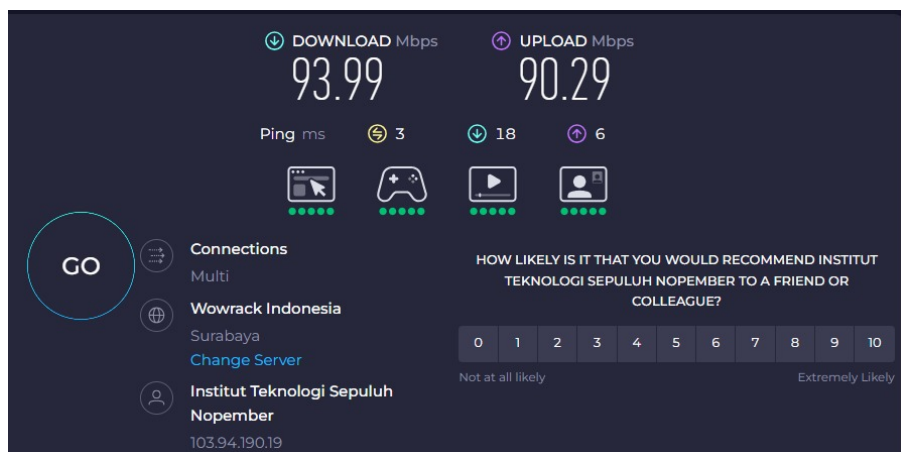 DOWNLOAD Mbps
93.99
UPLOAD Mbps
90.29
Ping ms 3 18 6
GO
Connections
Multi
Wowrack Indonesia
Surabaya
Change Server
Institut Teknologi Sepuluh
Nopember
103.94.190.19
HOW LIKELY IS IT THAT YOU WOULD RECOMMEND INSTITUT
TEKNOLOGI SEPULUH NOPEMBER TO A FRIEND OR
COLLEAGUE?
0 1 2 3 4 5 6 7 8 9 10
Not at all likely Extremely Likely